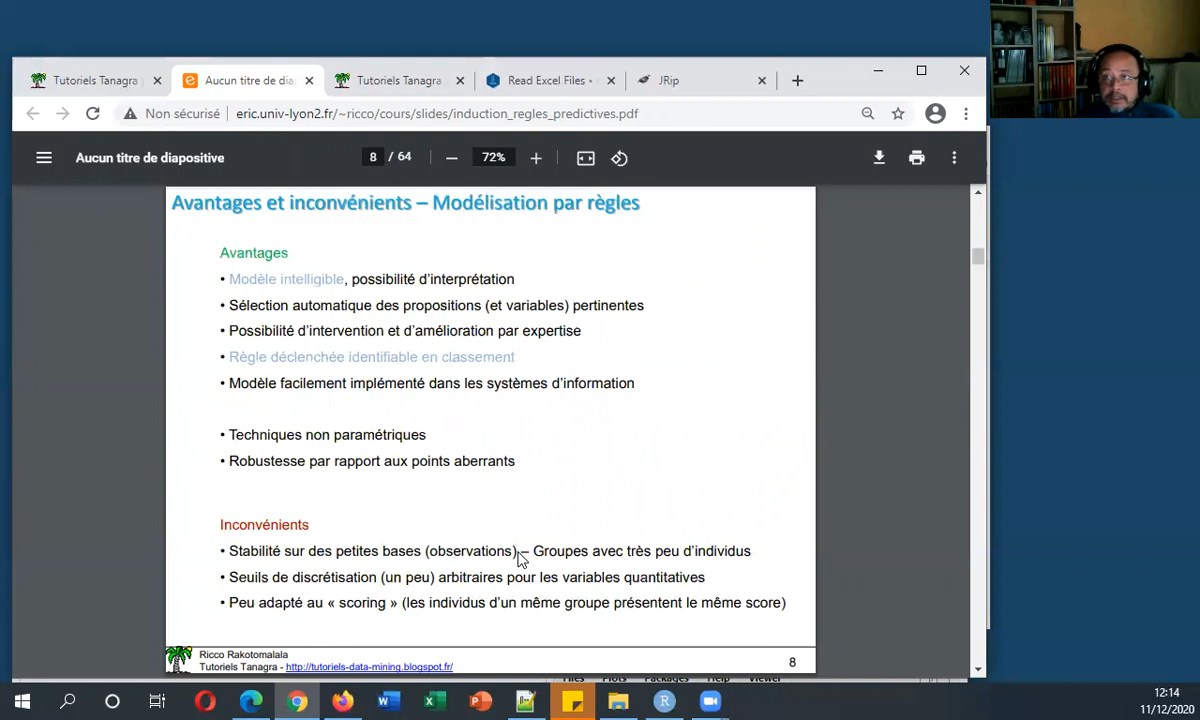 Tutoriels Tanagra
Aucun titre de dia
Tutoriels Tanagra
Read Excel Files •
JRip
Non sécurisé
eric.univ-lyon2.fr/~ricco/cours/slides/induction_regles_predictives.pdf
Aucun titre de diapositive
8 / 64
72%
Avantages et inconvénients – Modélisation par règles
Avantages
• Modèle intelligible, possibilité d'interprétation
• Sélection automatique des propositions (et variables) pertinentes
• Possibilité d'intervention et d'amélioration par expertise
• Règle déclenchée identifiable en classement
• Modèle facilement implémenté dans les systèmes d'information
• Techniques non paramétriques
• Robustesse par rapport aux points aberrants
Inconvénients
• Stabilité sur des petites bases (observations) – Groupes avec très peu d'individus
• Seuils de discrétisation (un peu) arbitraires pour les variables quantitatives
• Peu adapté au « scoring » (les individus d'un même groupe présentent le même score)
Ricco Rakotomalala
Tutoriels Tanagra - http://tutoriels-data-mining.blogspot.fr/
8
Files Plots Packages Help Viewer
12:14
11/12/2020